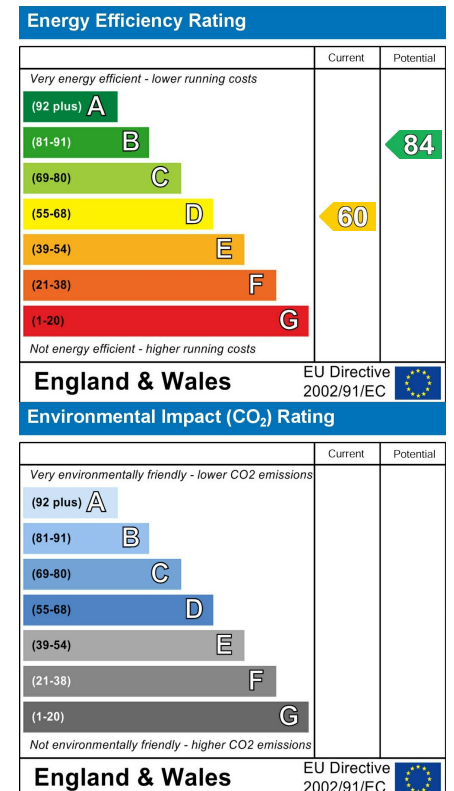 Energy Efficiency Rating
Current Potential
Very energy efficient - lower running costs
(92 plus) A
(81-91) B
84
(69-80) C
(55-68) D
60
(39-54) E
(21-38) F
(1-20) G
Not energy efficient - higher running costs
England & Wales
EU Directive
2002/91/EC
Environmental Impact (CO₂) Rating
Current Potential
Very environmentally friendly - lower CO2 emissions
(92 plus) A
(81-91) B
(69-80) C
(55-68) D
(39-54) E
(21-38) F
(1-20) G
Not environmentally friendly - higher CO2 emissions
England & Wales
EU Directive
2002/91/EC